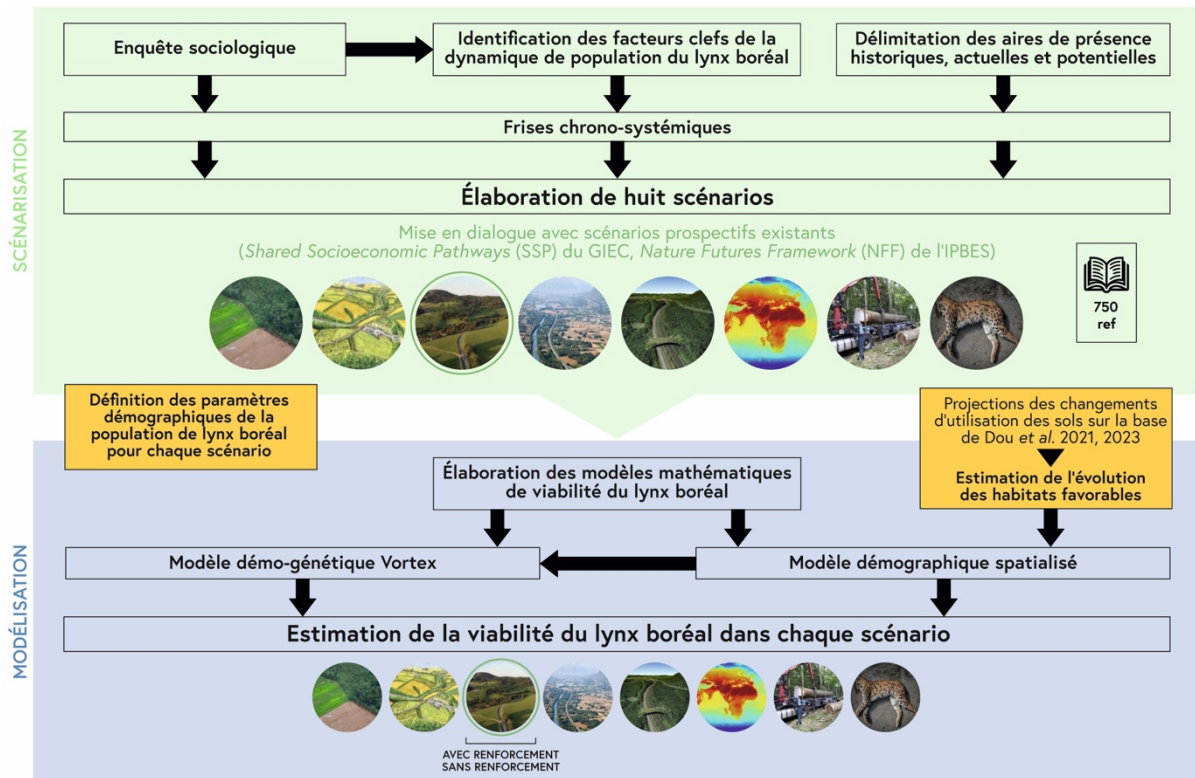 SCÉNARISATION
Enquête sociologique
Identification des facteurs clefs de la
dynamique de population du lynx boréal
Délimitation des aires de présence
historiques, actuelles et potentielles
Frises chrono-systémiques
Élaboration de huit scénarios
Mise en dialogue avec scénarios prospectifs existants
(Shared Socioeconomic Pathways (SSP) du GIEC, Nature Futures Framework (NFF) de l'IPBES)
750
ref
Définition des paramètres
démographiques de la
population de lynx boréal
pour chaque scénario
Projections des changements
d'utilisation des sols sur la base
de Dou et al. 2021, 2023
Estimation de l'évolution
des habitats favorables
MODÉLISATION
Élaboration des modèles mathématiques
de viabilité du lynx boréal
Modèle démo-génétique Vortex
Modèle démographique spatialisé
Estimation de la viabilité du lynx boréal dans chaque scénario
AVEC RENFORCEMENT
SANS RENFORCEMENT